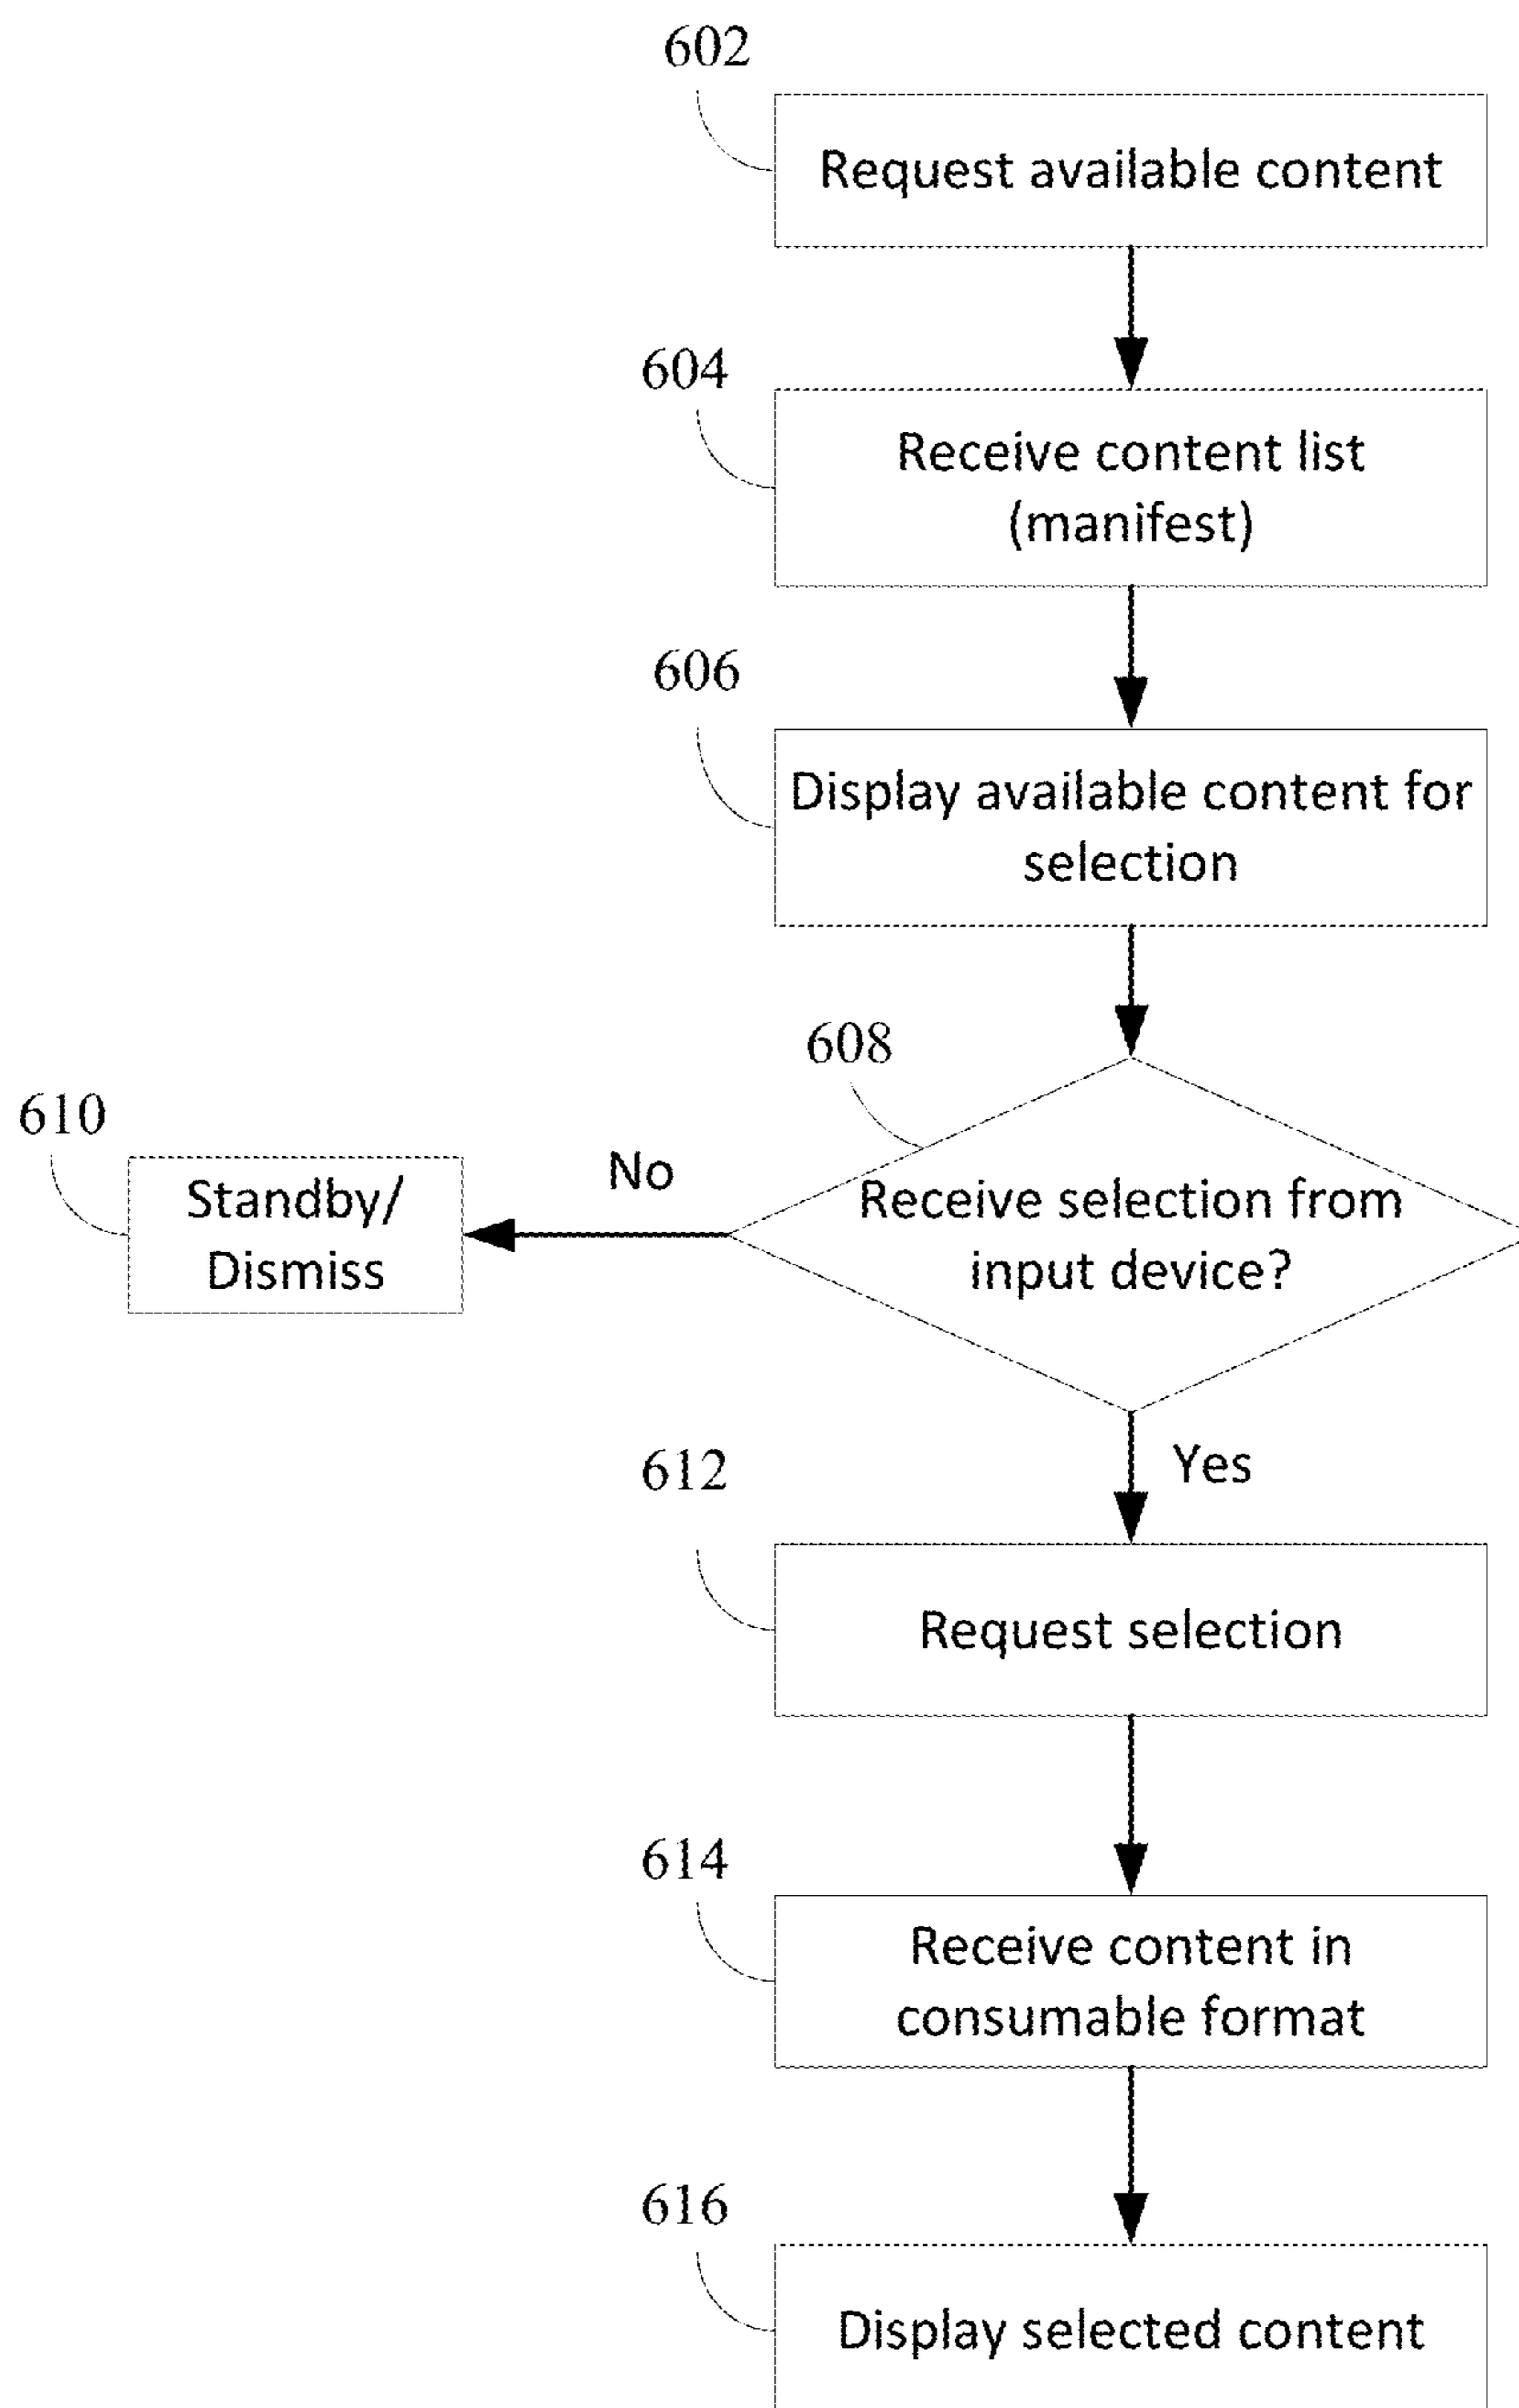 602
Request available content
604
Receive content list
(manifest)
606
Display available content for
selection
608
610
No
Standby/
Dismiss
Receive selection from
input device?
Yes
612
Request selection
614
Receive content in
consumable format
616
Display selected content